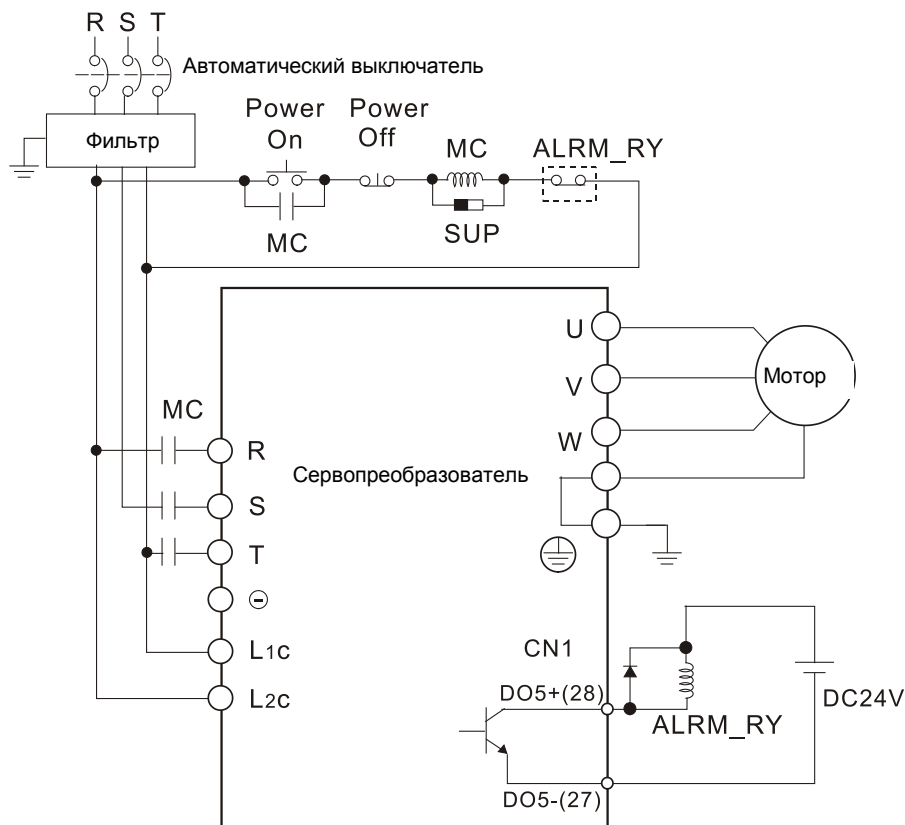 R S T
Автоматический выключатель
Power On
Power Off
Фильтр
MC
ALRM_RY
MC
SUP
U
V
Мотор
MC
W
R
Сервопреобразователь
S
T
⊖
L1c
CN1
L2c
DO5+(28)
DC24V
ALRM_RY
DO5-(27)